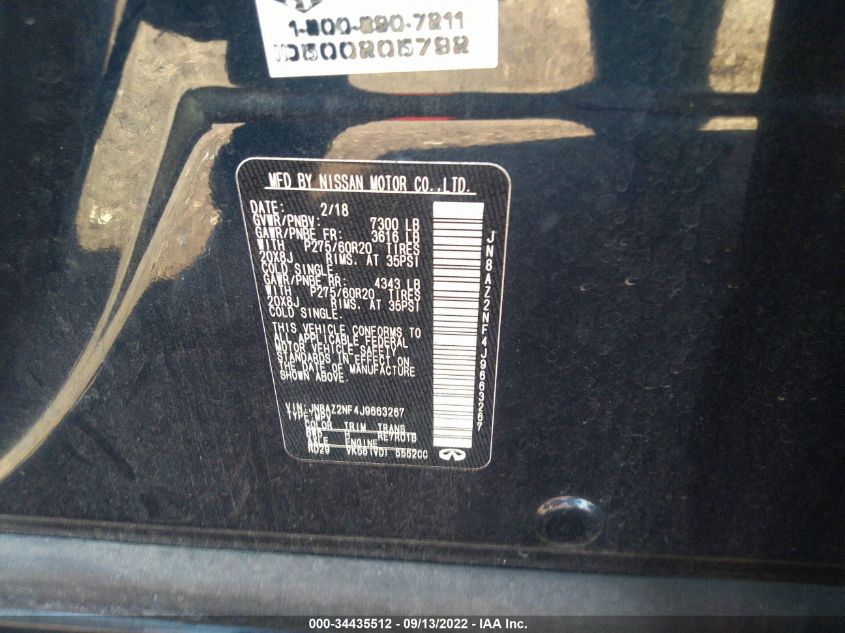 1-800-890-7211
MFD BY NISSAN MOTOR CO.,LTD.
DATE: 2/18
GVWR/PNBV: 7300 LB
GAWR/PNBE FR: 3616 LB
WITH P275/60R20 TIRES
20X8J RIMS. AT 35PSI
COLD SINGLE.
GAWR/PNBE RR: 4343 LB
WITH P275/60R20 TIRES
20X8J RIMS. AT 35PSI
COLD SINGLE.
THIS VEHICLE CONFORMS TO
ALL APPLICABLE FEDERAL
MOTOR VEHICLE SAFETY
STANDARDS IN EFFECT ON
THE DATE OF MANUFACTURE
SHOWN ABOVE.
VIN: JN8AZ2NF4J9663267
TYPE: MPV
COLOR TRIM TRANS
RE7R01B
AXLE ENGINE
RD29 VK56(VD) 5552CC
JN8AZ2NF4J9663267
000-34435512 - 09/13/2022 - IAA Inc.